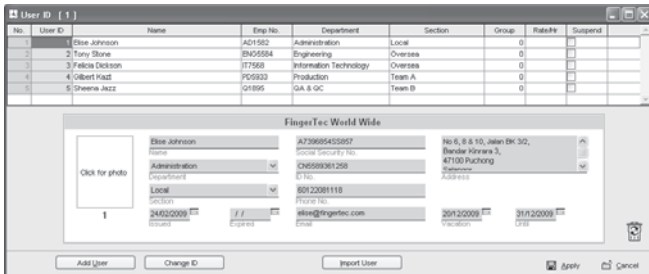 User ID [ 1 ]
No. User ID Name Emp No. Department Section Group Rate/Hr Suspend
1 1 Elise Johnson AD1582 Administration Local 0
2 2 Tony Stone ENG5584 Engineering Oversea 0
3 3 Felicia Dickson IT7568 Information Technology Oversea 0
4 4 Gilbert Kazt PD5933 Production Team A 0
5 5 Sheena Jazz Q1895 QA & QC Team B 0
FingerTec World Wide
Click for photo
1
Elise Johnson
Name
Administration
Department
Local
Section
24/02/2009 / /
Issued Expired
A7396854SS857
Social Security No.
CN5589361258
ID No.
60122081118
Phone No.
elise@fingertec.com
Email
No 6, 8 & 10, Jalan BK 3/2,
Bandar Kinrara 3,
47100 Puchong
Selangor
Address
20/12/2009 31/12/2009
Vacation Until
Add User Change ID Import User Apply Cancel